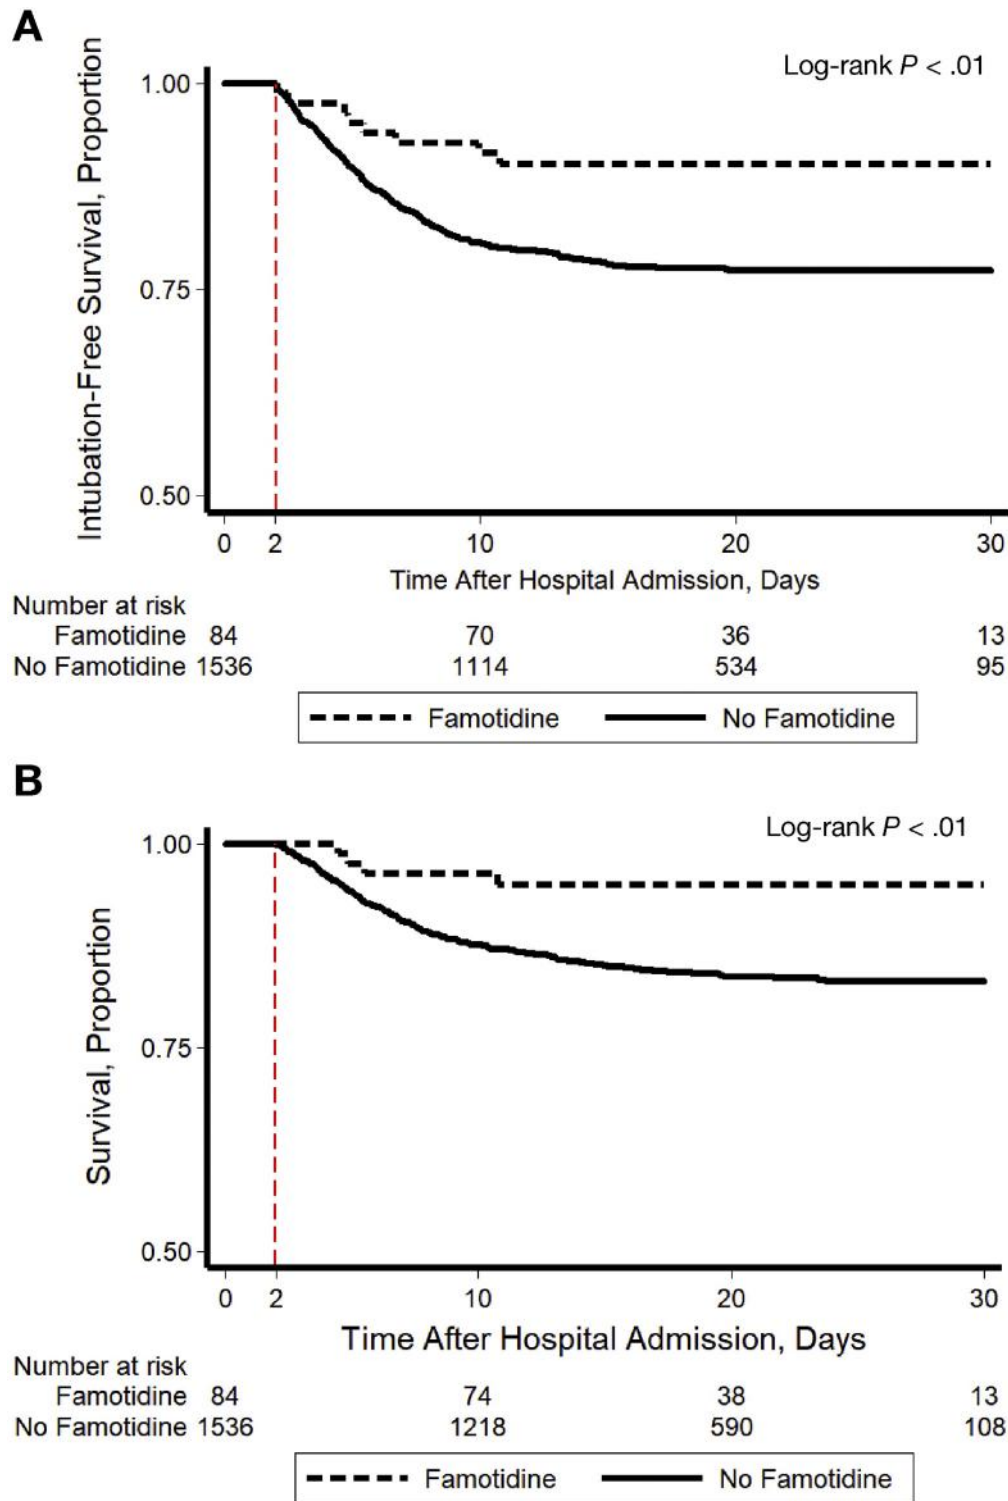 A
Log-rank P < .01
Intubation-Free Survival, Proportion
1.00
0.75
0.50
0 2 10 20 30
Time After Hospital Admission, Days
Number at risk
Famotidine 84 70 36 13
No Famotidine 1536 1114 534 95
Famotidine No Famotidine
B
Log-rank P < .01
Survival, Proportion
1.00
0.75
0.50
0 2 10 20 30
Time After Hospital Admission, Days
Number at risk
Famotidine 84 74 38 13
No Famotidine 1536 1218 590 108
Famotidine No Famotidine